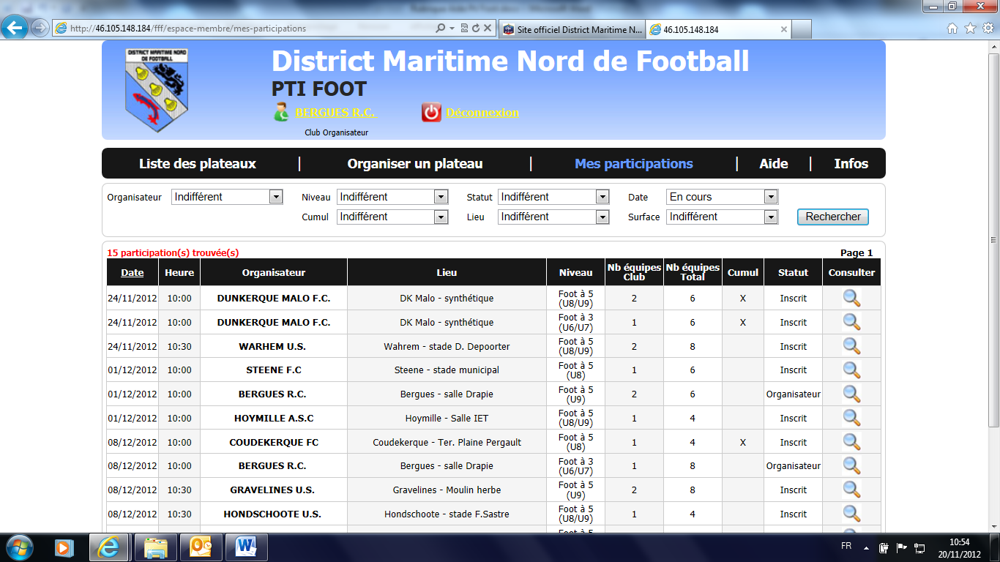 http://46.105.148.184/fff/espace-membre/mes-participations
Site officiel District Maritime N...
46.105.148.184
DISTRICT MARITIME NORD
DE FOOTBALL
District Maritime Nord de Football
PTI FOOT
BERGUES R.C.
Déconnexion
Club Organisateur
Liste des plateaux | Organiser un plateau | Mes participations | Aide | Infos
Organisateur Indifférent Niveau Indifférent Statut Indifférent Date En cours
Cumul Indifférent Lieu Indifférent Surface Indifférent Rechercher
15 participation(s) trouvée(s) Page 1
Date Heure Organisateur Lieu Niveau Nb équipes Club Nb équipes Total Cumul Statut Consulter
24/11/2012 10:00 DUNKERQUE MALO F.C. DK Malo - synthétique Foot à 5 (U8/U9) 2 6 X Inscrit
24/11/2012 10:00 DUNKERQUE MALO F.C. DK Malo - synthétique Foot à 3 (U6/U7) 1 6 X Inscrit
24/11/2012 10:30 WARHEM U.S. Wahrem - stade D. Depoorter Foot à 5 (U8/U9) 2 8 Inscrit
01/12/2012 10:00 STEENE F.C Steene - stade municipal Foot à 5 (U8) 1 6 Inscrit
01/12/2012 10:00 BERGUES R.C. Bergues - salle Drapie Foot à 5 (U9) 2 6 Organisateur
01/12/2012 10:00 HOYMILLE A.S.C Hoymille - Salle IET Foot à 5 (U8/U9) 1 4 Inscrit
08/12/2012 10:00 COUDEKERQUE FC Coudekerque - Ter. Plaine Pergault Foot à 5 (U8) 1 4 X Inscrit
08/12/2012 10:00 BERGUES R.C. Bergues - salle Drapie Foot à 3 (U6/U7) 1 8 Organisateur
08/12/2012 10:30 GRAVELINES U.S. Gravelines - Moulin herbe Foot à 5 (U9) 2 8 Inscrit
08/12/2012 10:30 HONDSCHOOTE U.S. Hondschoote - stade F.Sastre Foot à 5 (U8/U9) 1 4 Inscrit
FR
10:54
20/11/2012